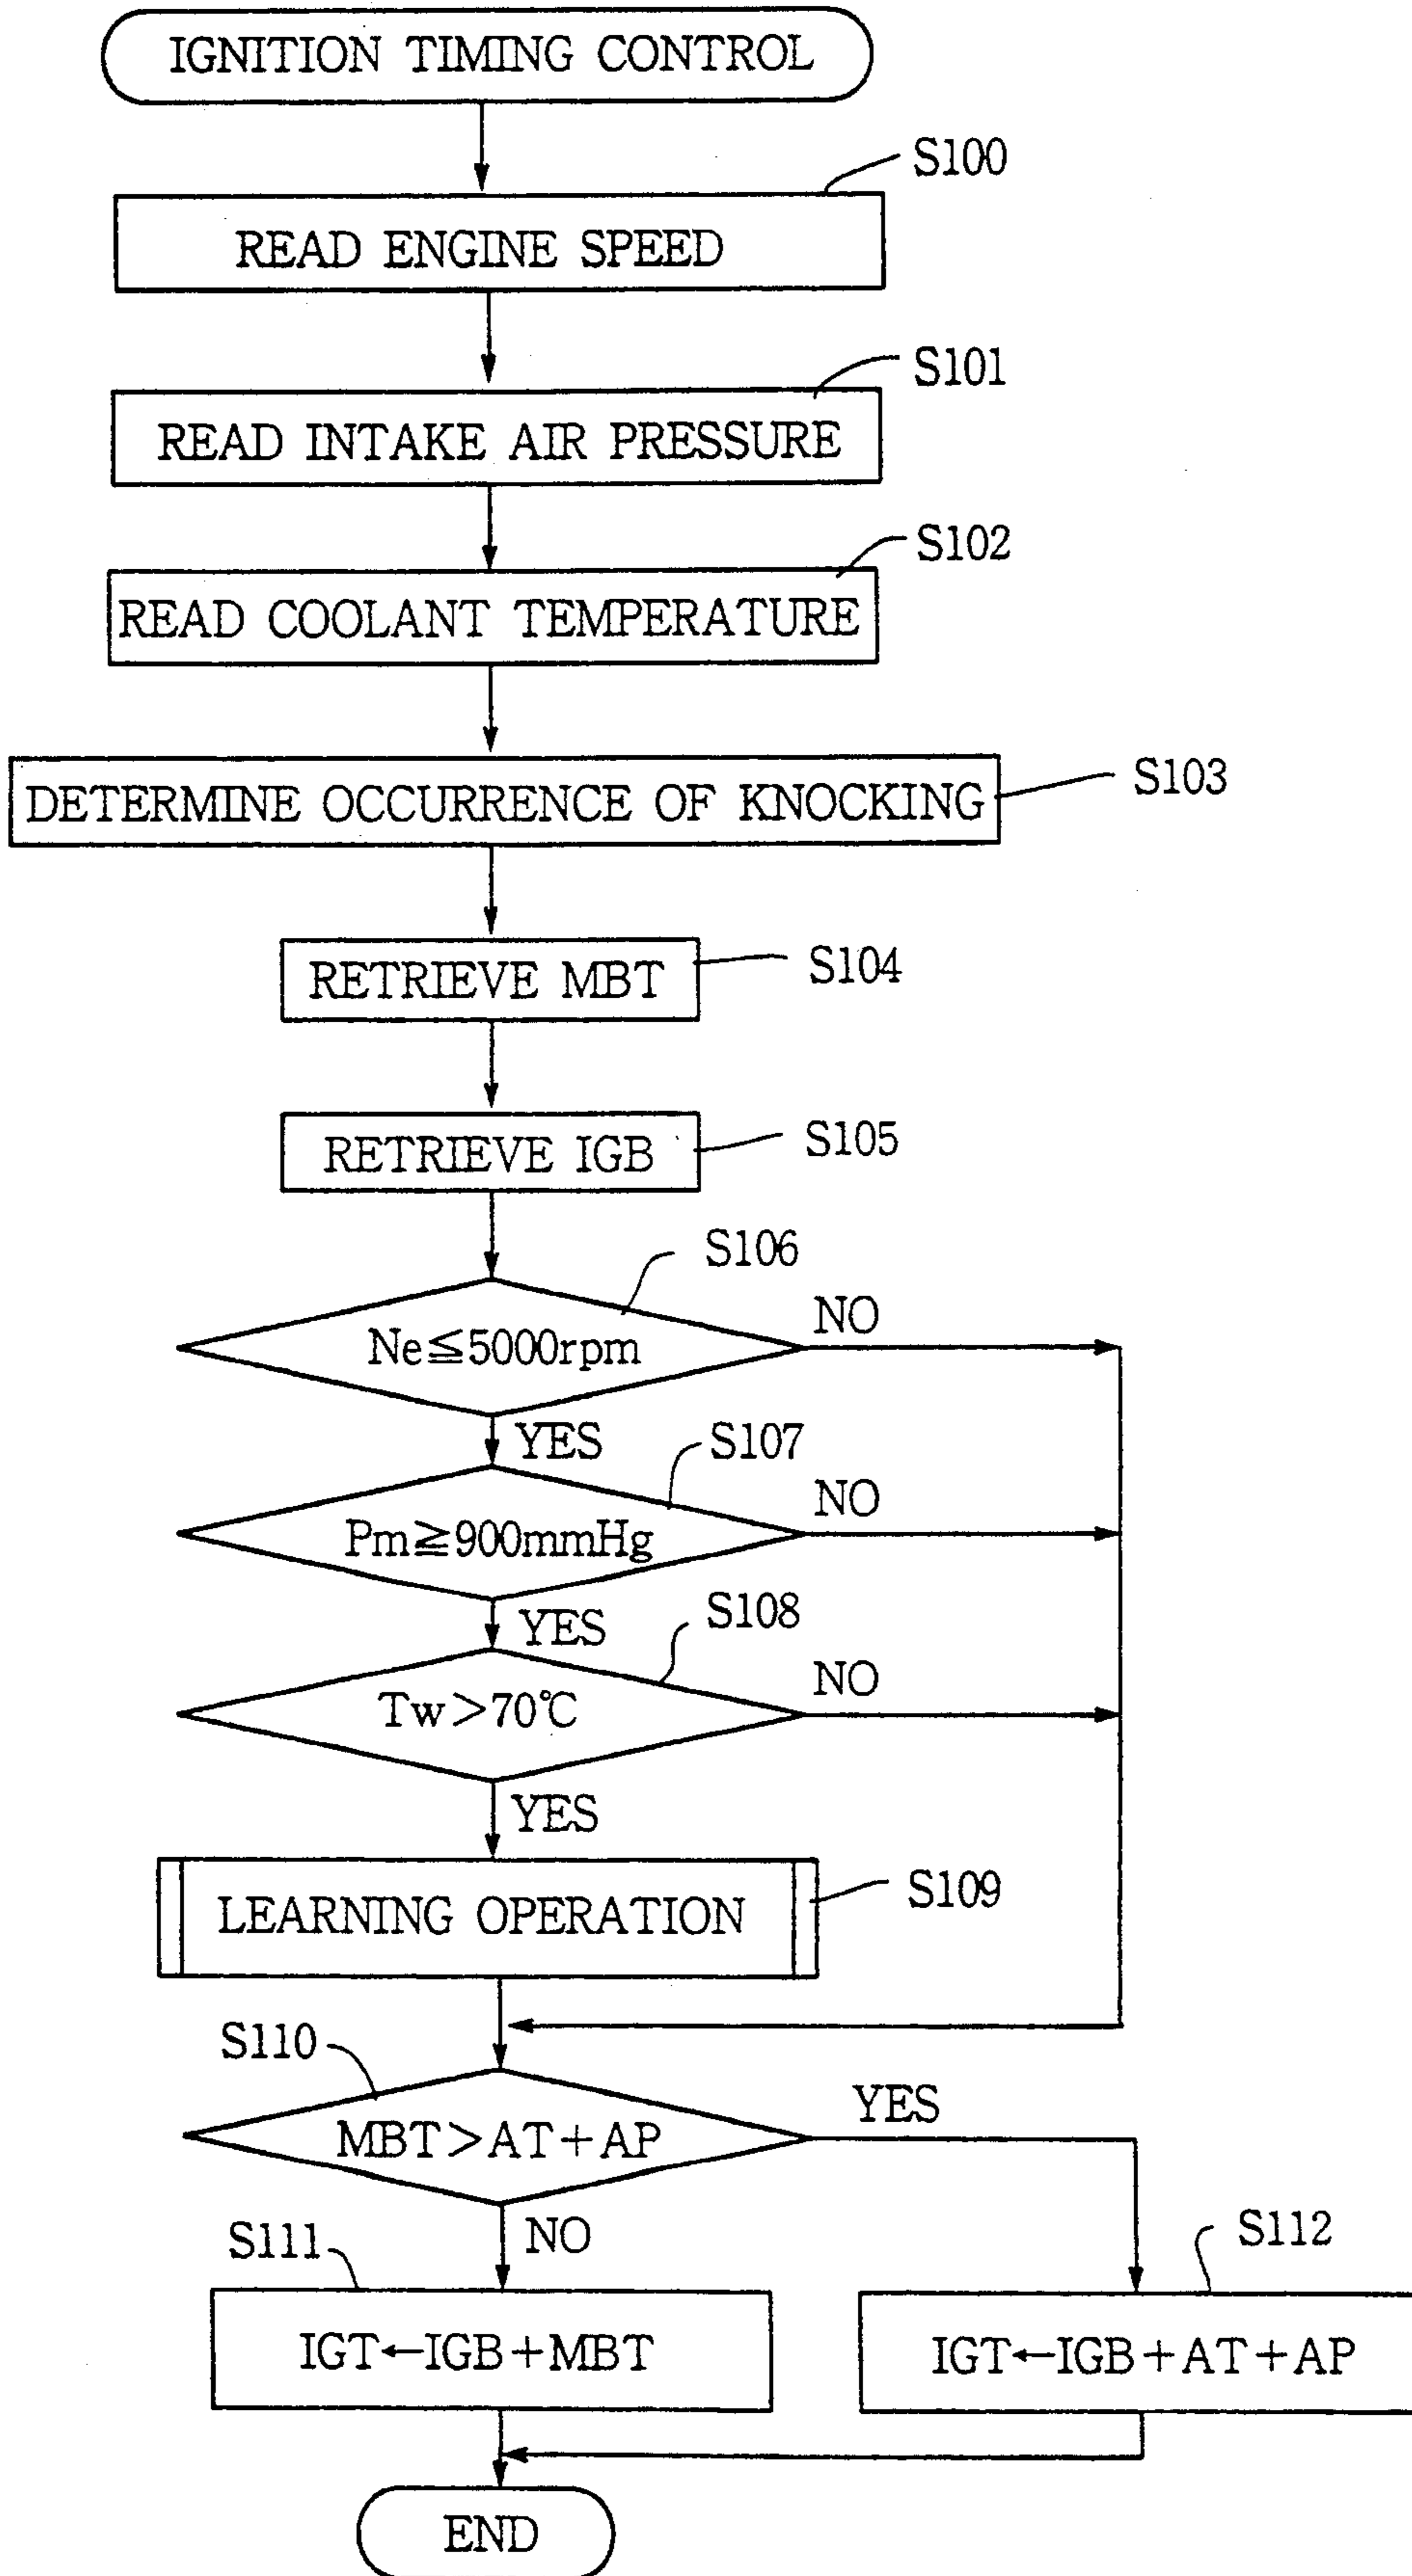 IGNITION TIMING CONTROL
S100
READ ENGINE SPEED
S101
READ INTAKE AIR PRESSURE
S102
READ COOLANT TEMPERATURE
S103
DETERMINE OCCURRENCE OF KNOCKING
S104
RETRIEVE MBT
S105
RETRIEVE IGB
S106
NO
Ne≦5000rpm
YES
S107
NO
Pm≧900mmHg
YES
S108
NO
Tw>70℃
YES
S109
LEARNING OPERATION
S110
YES
MBT>AT+AP
NO
S111
S112
IGT←IGB+MBT
IGT←IGB+AT+AP
END